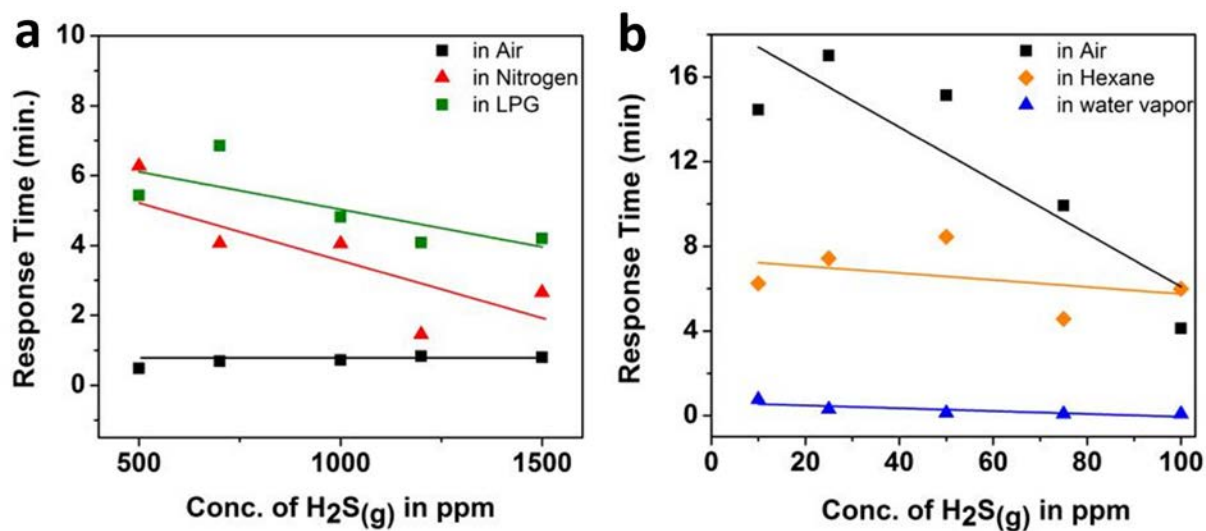 a
10
8
6
4
2
0
Response Time (min.)
in Air
in Nitrogen
in LPG
500
1000
1500
Conc. of H2S(g) in ppm
b
16
12
8
4
0
Response Time (min)
in Air
in Hexane
in water vapor
0
20
40
60
80
100
Conc. of H2S(g) in ppm